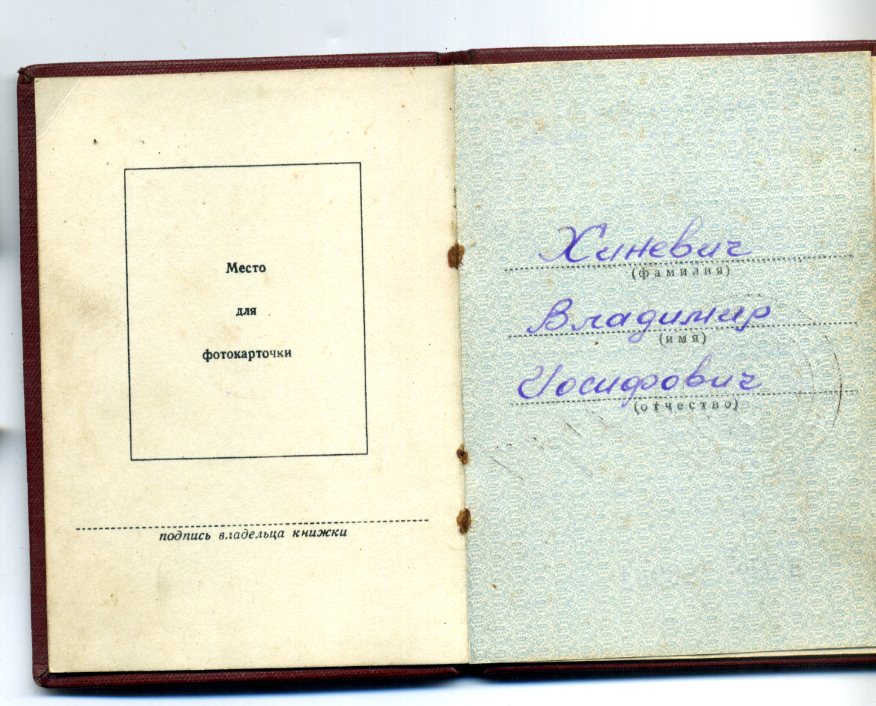 Место
для
фотокарточки
подпись владельца книжки
Хиневич
(фамилия)
Владимир
(имя)
Иосифович
(отчество)